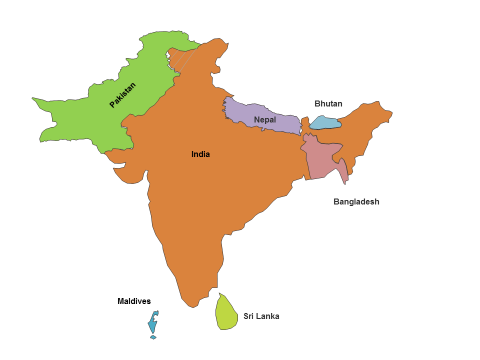 Pakistan
Bhutan
Nepal
India
Bangladesh
Maldives
Sri Lanka